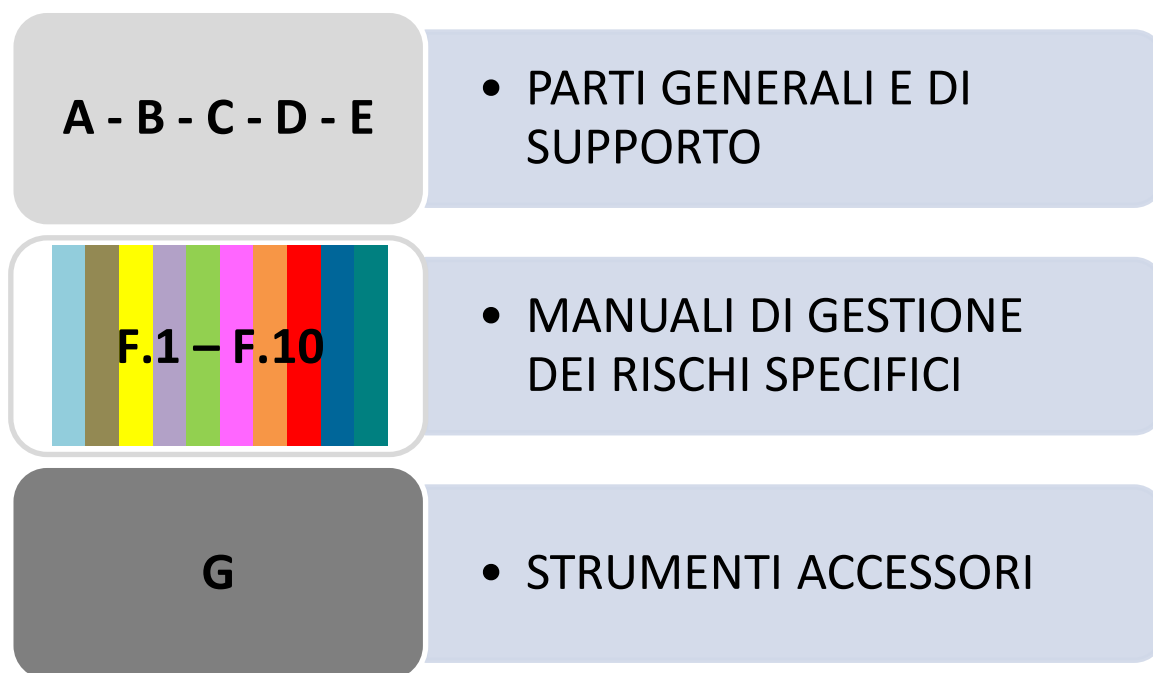 A - B - C - D - E
• PARTI GENERALI E DI
SUPPORTO
F.1 – F.10
• MANUALI DI GESTIONE
DEI RISCHI SPECIFICI
G
• STRUMENTI ACCESSORI